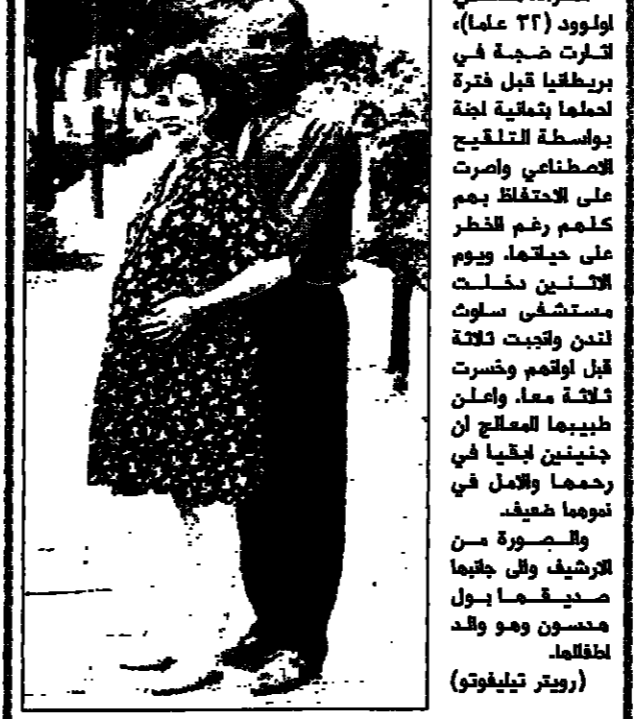 اولوود (٣٢ عاما)،
اثارت ضجة في
بريطانيا قبل فترة
لحملها بثمانية اجنة
بواسطة التلقيح
الاصطناعي واصرت
على الاحتفاظ بهم
كلهم رغم الخطر
على حياتها. ويوم
الاثنين دخلت
مستشفى ساوث
لندن وانجبت ثلاثة
قبل اوانهم وخسرت
ثلاثة معا. واعلن
طبيبها المعالج ان
جنينين ابقيا في
رحمها والامل في
نموهما ضعيف.
والصورة من
الارشيف والى جانبها
صديقها بول
هدسون وهو والد
اطفالها.
(رويتر تيليفوتو)